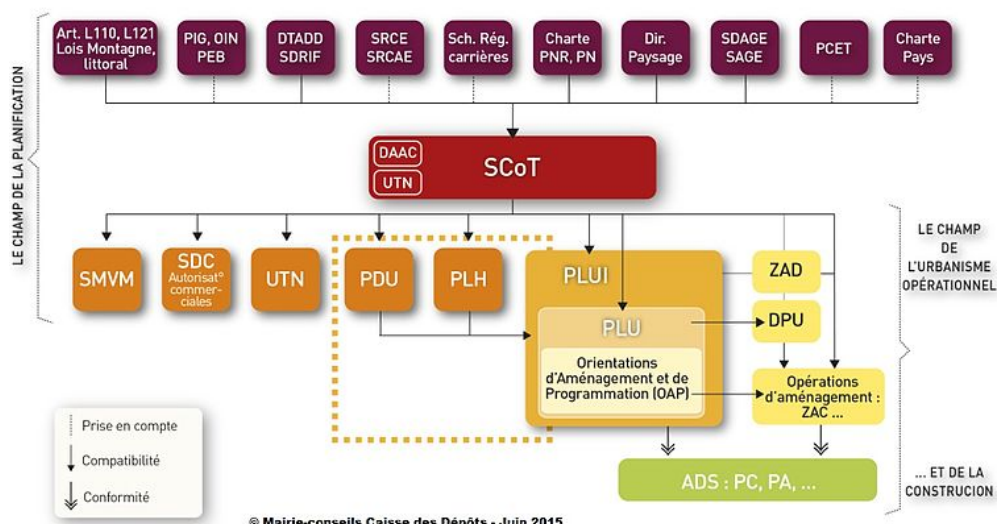 LE CHAMP DE LA PLANIFICATION
Art. L110, L121
Lois Montagne,
littoral
PIG, OIN
PEB
DTADD
SDRIF
SRCE
SRCAE
Sch. Rég.
carrières
Charte
PNR, PN
Dir.
Paysage
SDAGE
SAGE
PCET
Charte
Pays
DAAC
UTN
SCoT
SMVM
SDC
Autorisat°
commer-
ciales
UTN
PDU
PLH
PLUI
PLU
Orientations
d'Aménagement et de
Programmation (OAP)
ZAD
DPU
Opérations
d'aménagement :
ZAC ...
LE CHAMP
DE
L'URBANISME
OPÉRATIONNEL
Prise en compte
Compatibilité
Conformité
ADS : PC, PA, ...
... ET DE LA
CONSTRUCION
© Mairie-conseils Caisse des Dépôts - Juin 2015